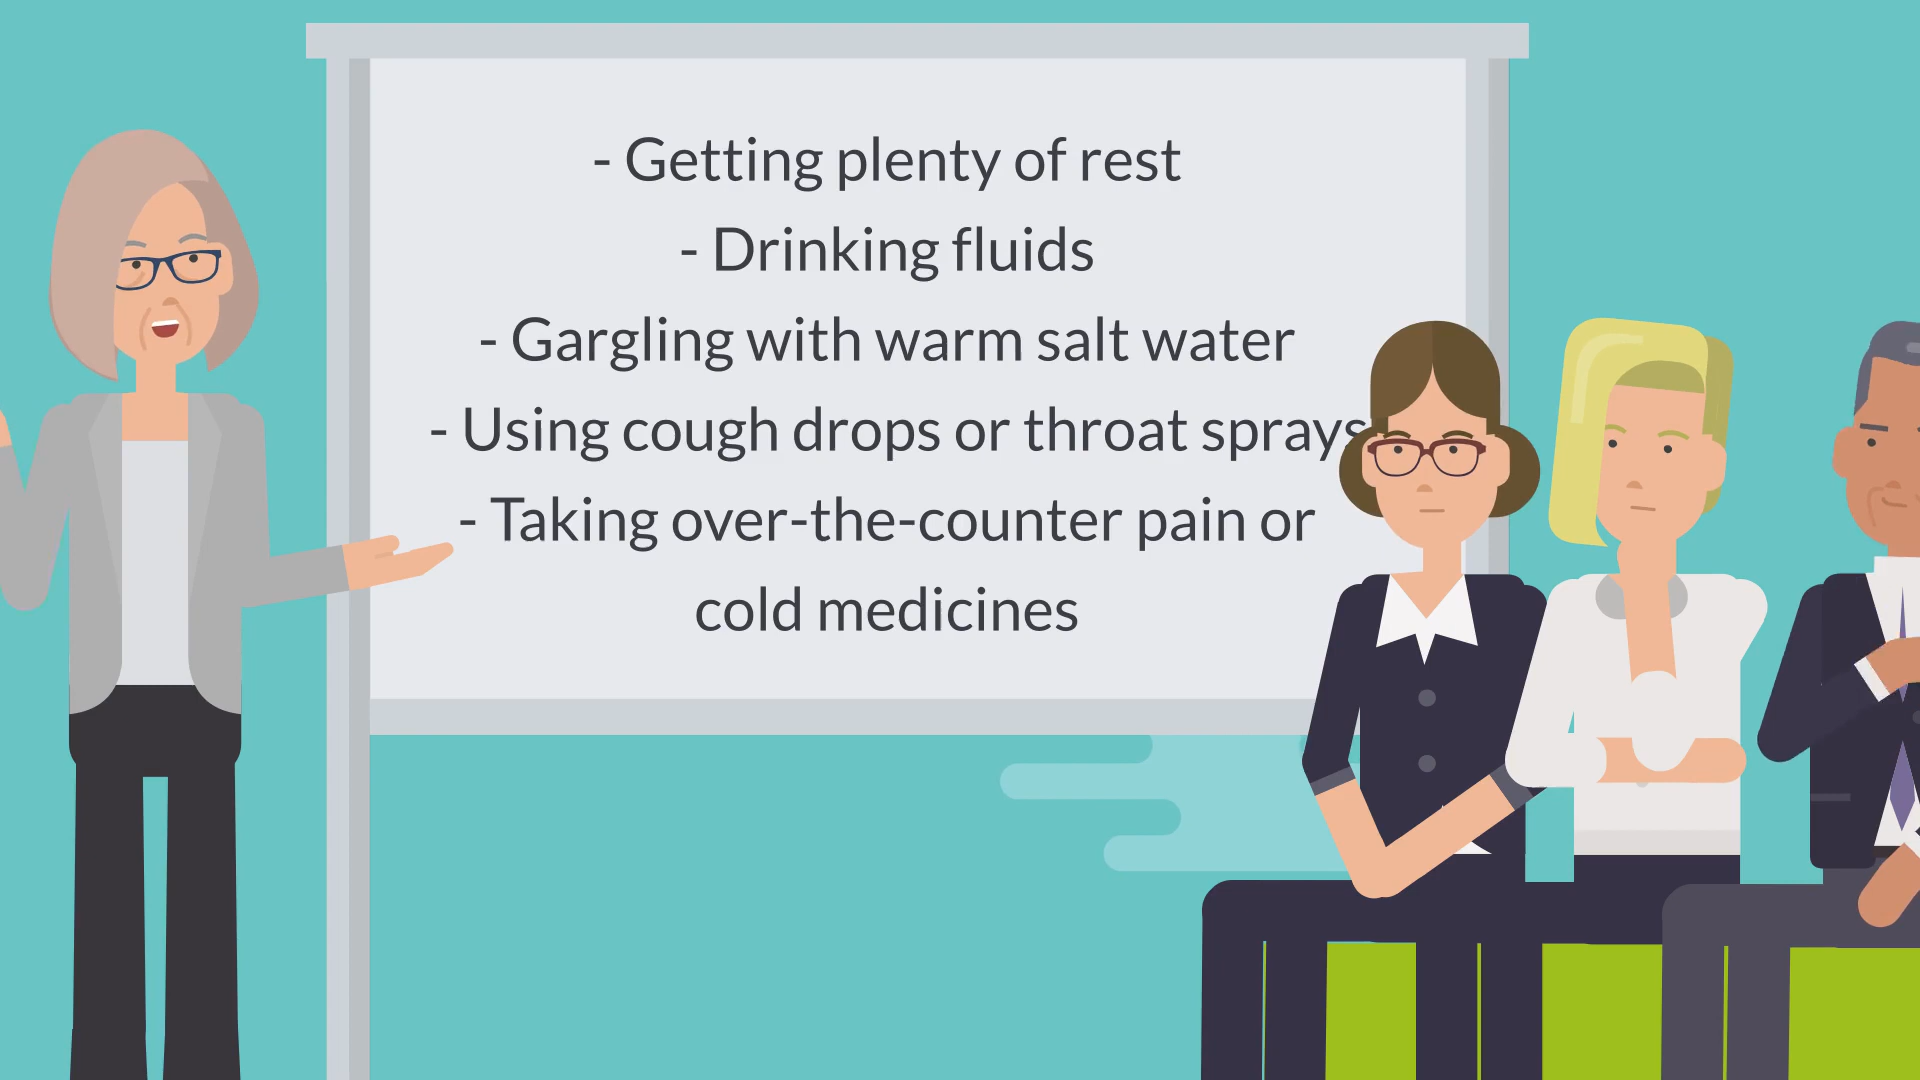 - Getting plenty of rest
- Drinking fluids
- Gargling with warm salt water
- Using cough drops or throat sprays
- Taking over-the-counter pain or
cold medicines